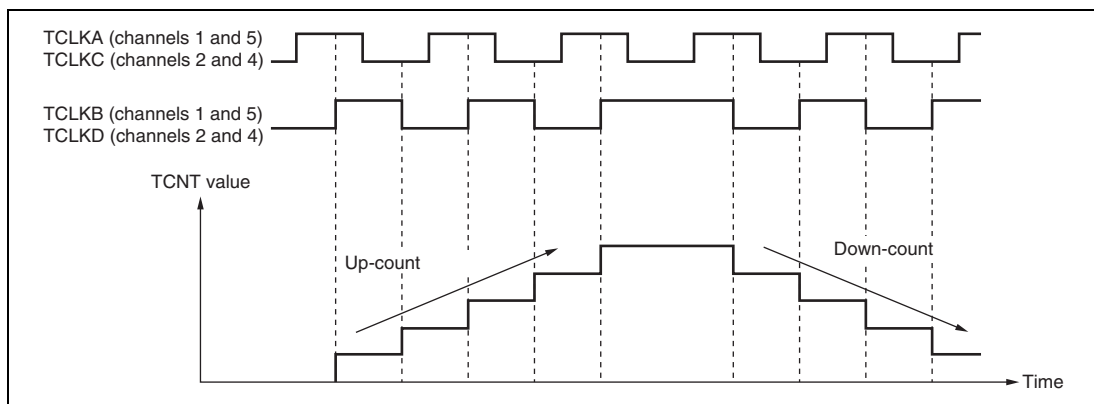 TCLKA (channels 1 and 5)
TCLKC (channels 2 and 4)
TCLKB (channels 1 and 5)
TCLKD (channels 2 and 4)
TCNT value
Up-count
Down-count
Time